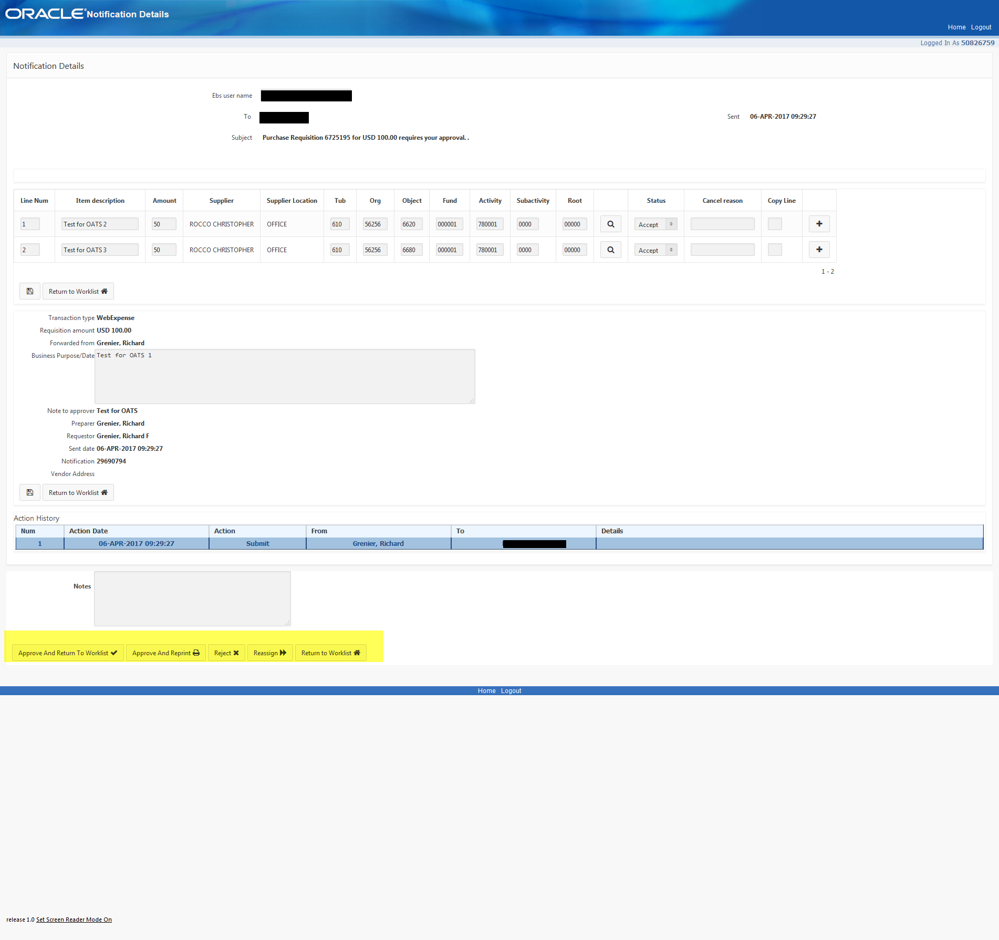 ORACLE® Notification Details
Home Logout
Logged In As 50826759
Notification Details
Ebs user name
To
Sent 06-APR-2017 09:29:27
Subject Purchase Requisition 6725195 for USD 100.00 requires your approval. .
Line Num Item description Amount Supplier Supplier Location Tub Org Object Fund Activity Subactivity Root Status Cancel reason Copy Line
1 Test for OATS 2 50 ROCCO CHRISTOPHER OFFICE 610 56256 6620 000001 780001 0000 00000 Accept
2 Test for OATS 3 50 ROCCO CHRISTOPHER OFFICE 610 56256 6680 000001 780001 0000 00000 Accept
1 - 2
Return to Worklist
Transaction type WebExpense
Requisition amount USD 100.00
Forwarded from Grenier, Richard
Business Purpose/Date Test for OATS 1
Note to approver Test for OATS
Preparer Grenier, Richard
Requestor Grenier, Richard F
Sent date 06-APR-2017 09:29:27
Notification 29690794
Vendor Address
Return to Worklist
Action History
Num Action Date Action From To Details
1 06-APR-2017 09:29:27 Submit Grenier, Richard
Notes
Approve And Return To Worklist Approve And Reprint Reject Reassign Return to Worklist
Home Logout
release 1.0 Set Screen Reader Mode On